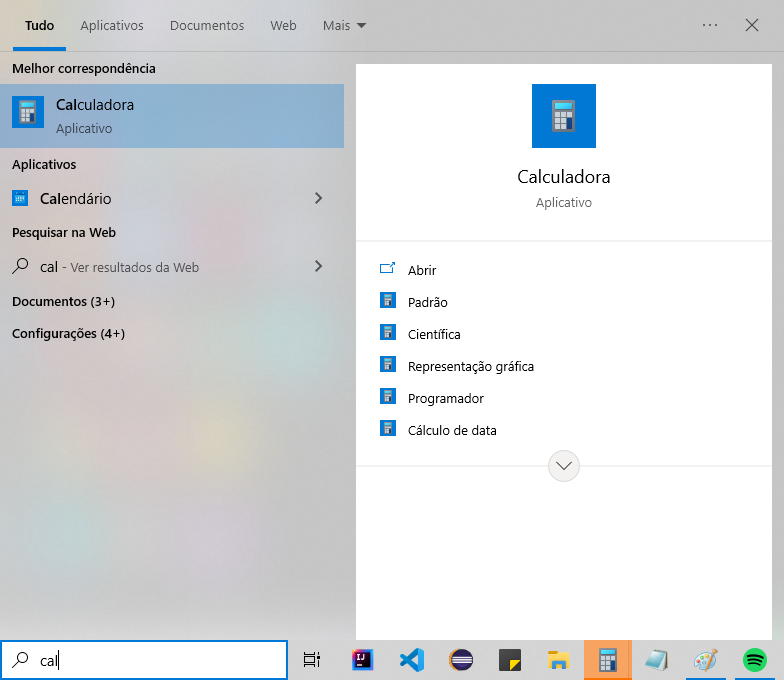 Tudo Aplicativos Documentos Web Mais
Melhor correspondência
Calculadora
Aplicativo
Aplicativos
Calendário
Pesquisar na Web
cal - Ver resultados da Web
Documentos (3+)
Configurações (4+)
Calculadora
Aplicativo
Abrir
Padrão
Científica
Representação gráfica
Programador
Cálculo de data
cal
IJ